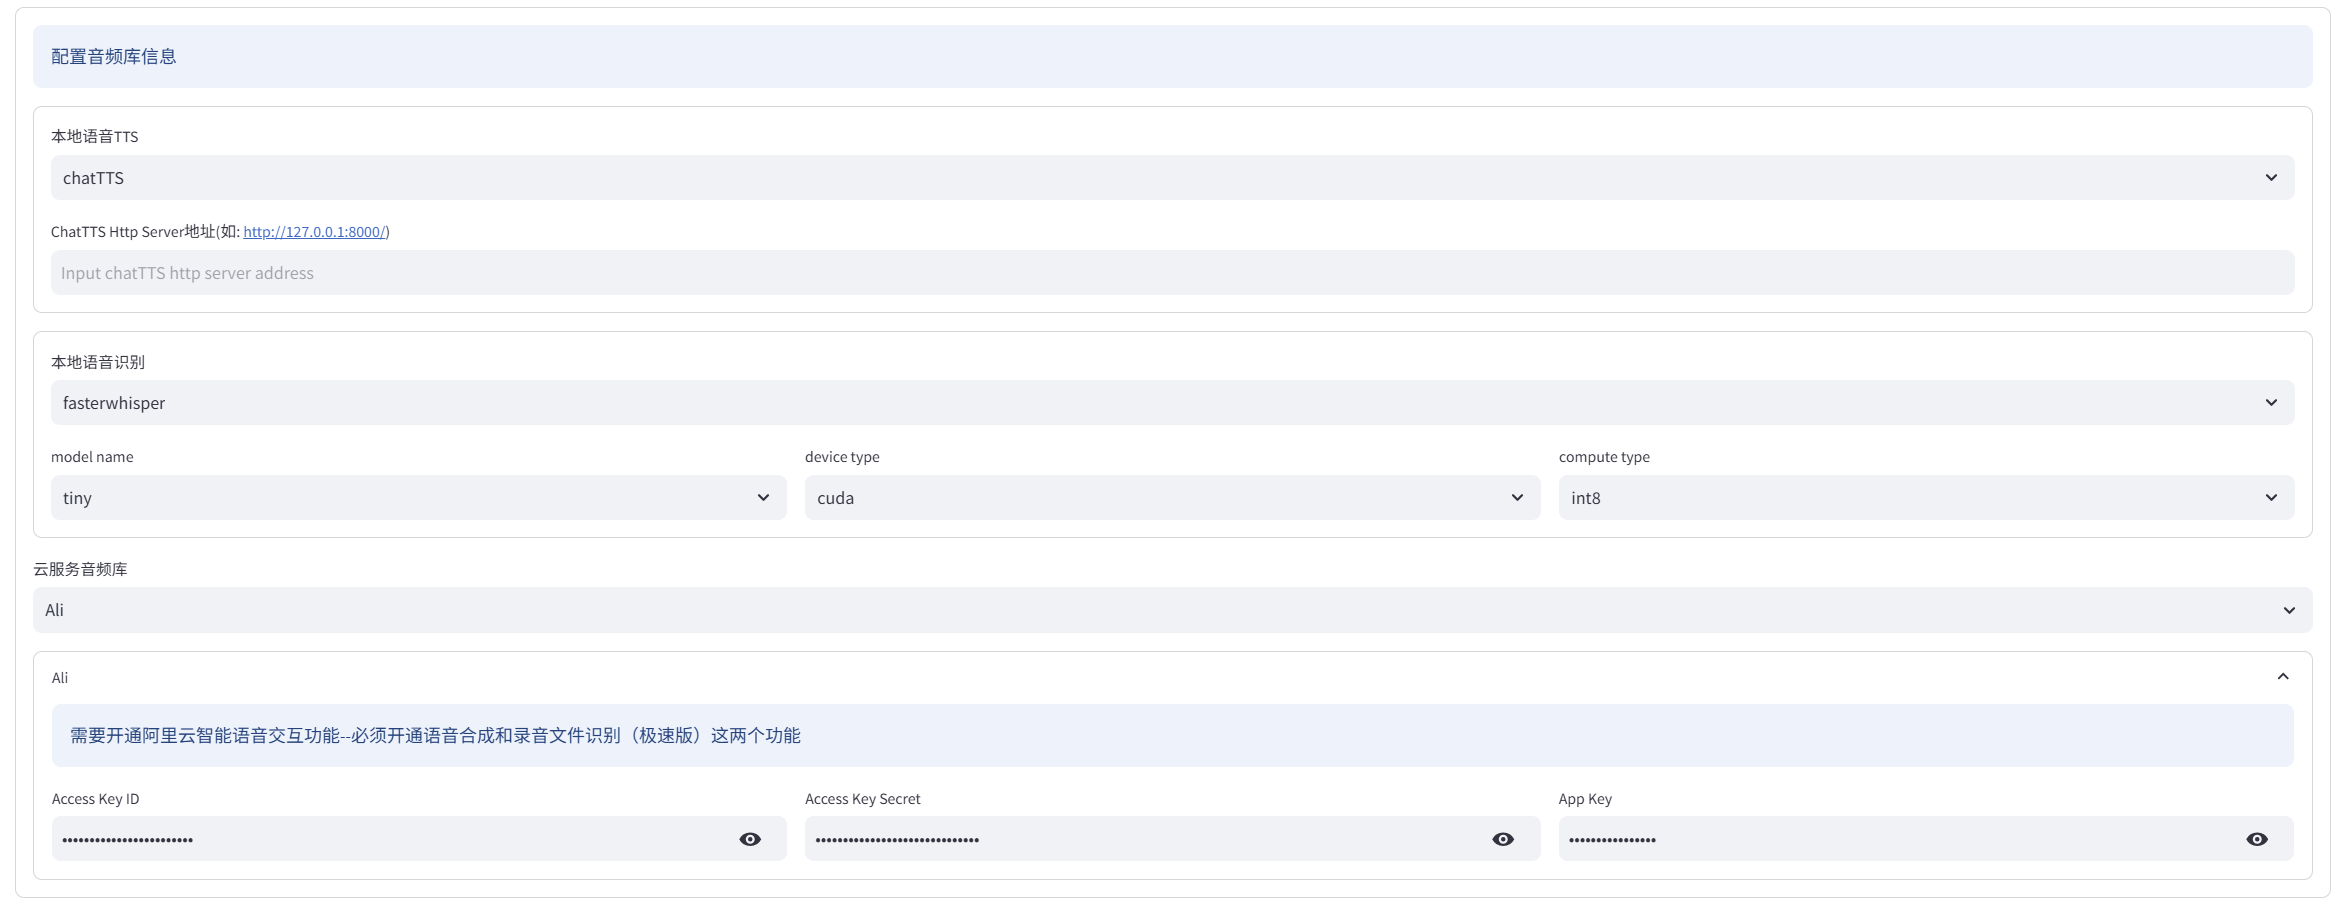 配置音频库信息
本地语音TTS
chatTTS
ChatTTS Http Server地址(如: http://127.0.0.1:8000/)
Input chatTTS http server address
本地语音识别
fasterwhisper
model name
device type
compute type
tiny
cuda
int8
云服务音频库
Ali
Ali
需要开通阿里云智能语音交互功能--必须开通语音合成和录音文件识别（极速版）这两个功能
Access Key ID
Access Key Secret
App Key